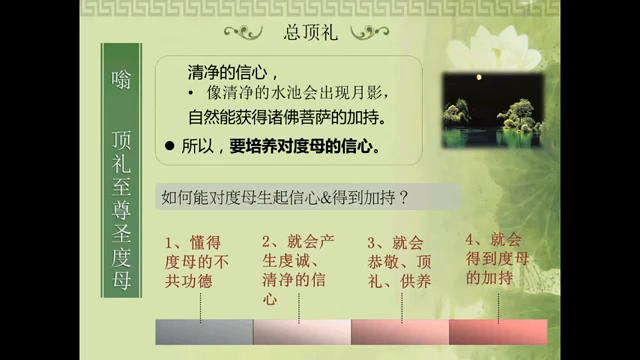 总顶礼
嗡 顶礼至尊圣度母
清净的信心，
• 像清净的水池会出现月影，
自然能获得诸佛菩萨的加持。
● 所以，要培养对度母的信心。
如何能对度母生起信心&得到加持？
1、懂得
度母的不
共功德
2、就会产
生虔诚、
清净的信
心
3、就会
恭敬、顶
礼、供养
4、就会
得到度母
的加持